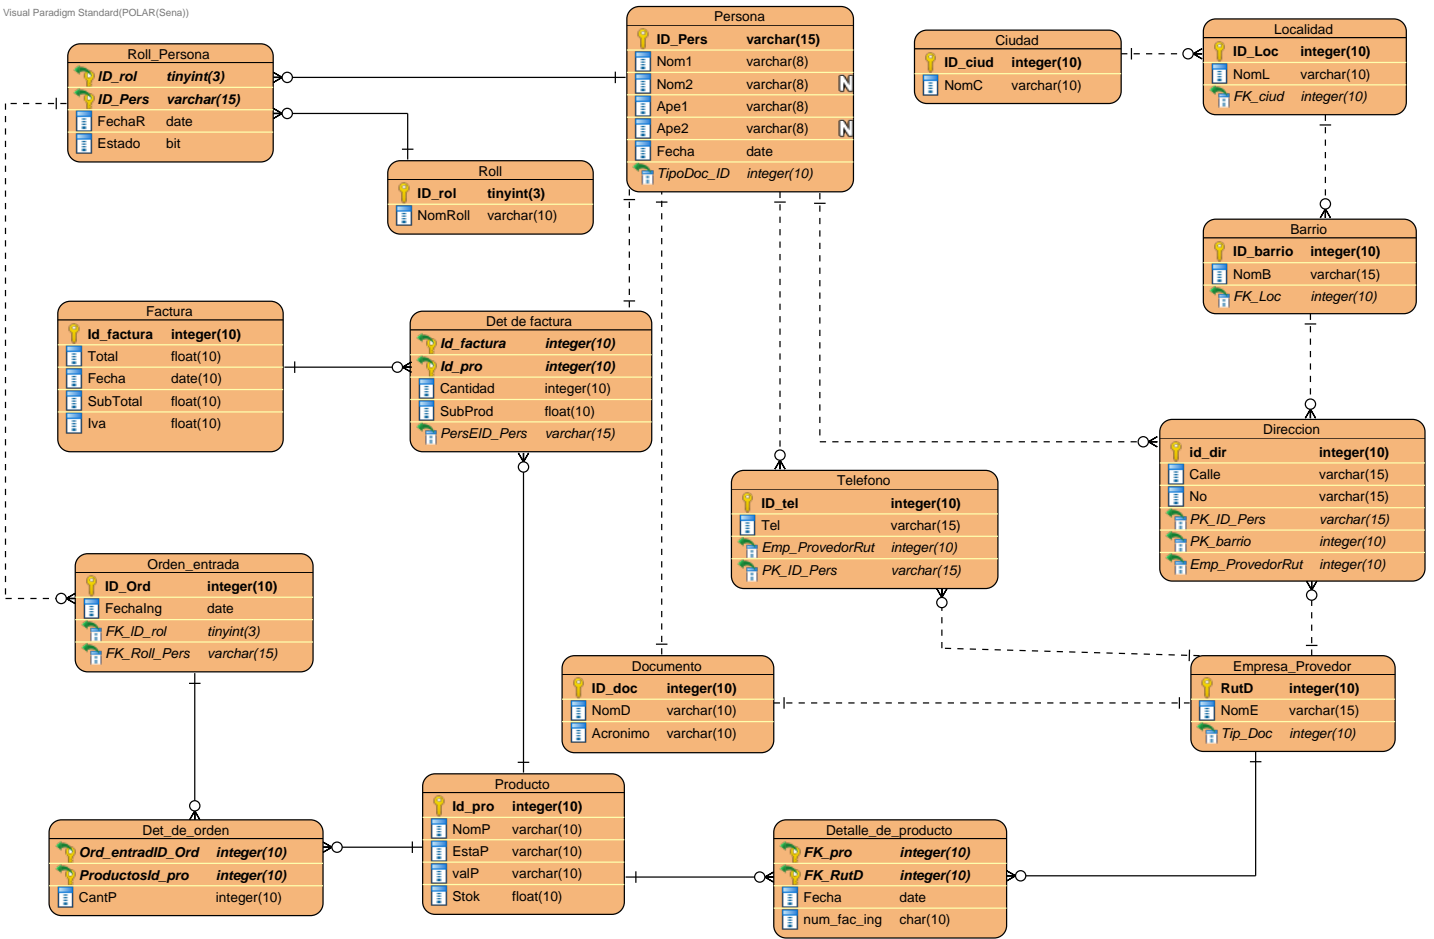 Visual Paradigm Standard(POLAR(Sena))
Roll_Persona
ID_rol tinyint(3)
ID_Pers varchar(15)
FechaR date
Estado bit
Persona
ID_Pers varchar(15)
Nom1 varchar(8)
Nom2 varchar(8) N
Ape1 varchar(8)
Ape2 varchar(8) N
Fecha date
TipoDoc_ID integer(10)
Ciudad
ID_ciud integer(10)
NomC varchar(10)
Localidad
ID_Loc integer(10)
NomL varchar(10)
FK_ciud integer(10)
Roll
ID_rol tinyint(3)
NomRoll varchar(10)
Barrio
ID_barrio integer(10)
NomB varchar(15)
FK_Loc integer(10)
Factura
Id_factura integer(10)
Total float(10)
Fecha date(10)
SubTotal float(10)
Iva float(10)
Det de factura
Id_factura integer(10)
Id_pro integer(10)
Cantidad integer(10)
SubProd float(10)
PersEID_Pers varchar(15)
Direccion
id_dir integer(10)
Calle varchar(15)
No varchar(15)
PK_ID_Pers varchar(15)
PK_barrio integer(10)
Emp_ProvedorRut integer(10)
Telefono
ID_tel integer(10)
Tel varchar(15)
Emp_ProvedorRut integer(10)
PK_ID_Pers varchar(15)
Orden_entrada
ID_Ord integer(10)
FechaIng date
FK_ID_rol tinyint(3)
FK_Roll_Pers varchar(15)
Documento
ID_doc integer(10)
NomD varchar(10)
Acronimo varchar(10)
Empresa_Provedor
RutD integer(10)
NomE varchar(15)
Tip_Doc integer(10)
Producto
Id_pro integer(10)
NomP varchar(10)
EstaP varchar(10)
valP varchar(10)
Stok float(10)
Det_de_orden
Ord_entradID_Ord integer(10)
ProductosId_pro integer(10)
CantP integer(10)
Detalle_de_producto
FK_pro integer(10)
FK_RutD integer(10)
Fecha date
num_fac_ing char(10)